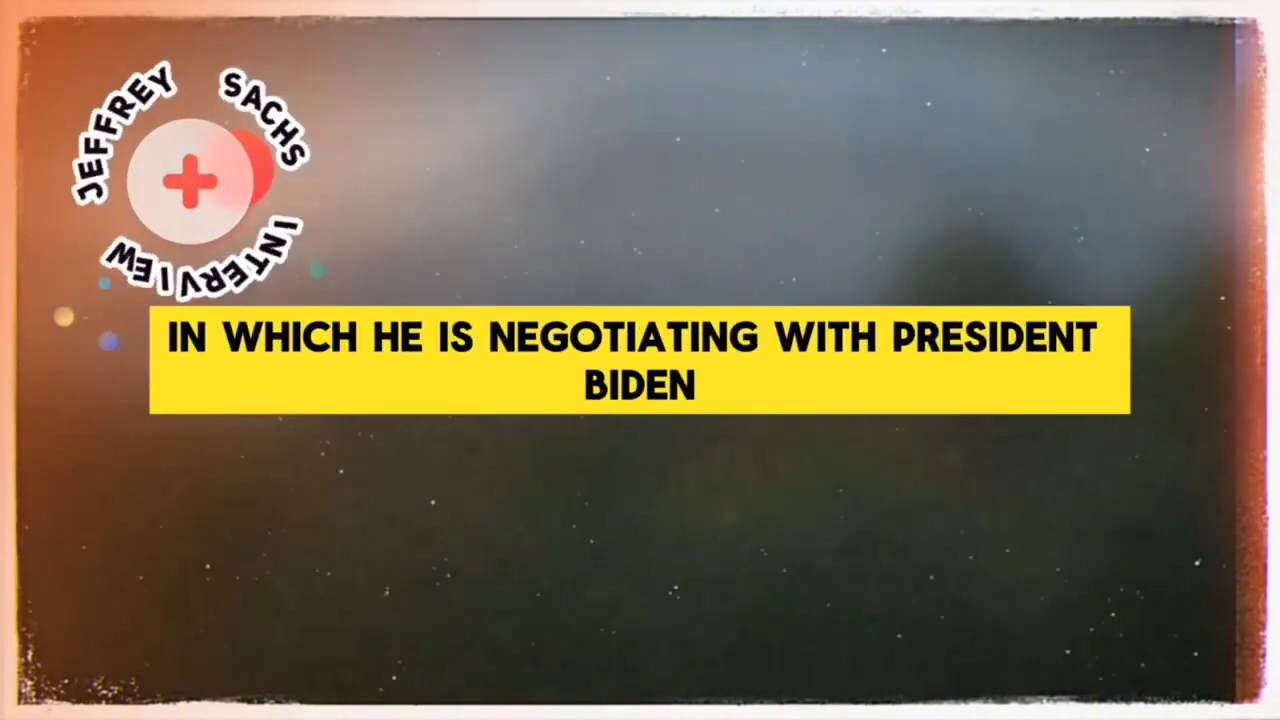 JEFFREY SACHS
INTERVIEW
IN WHICH HE IS NEGOTIATING WITH PRESIDENT
BIDEN